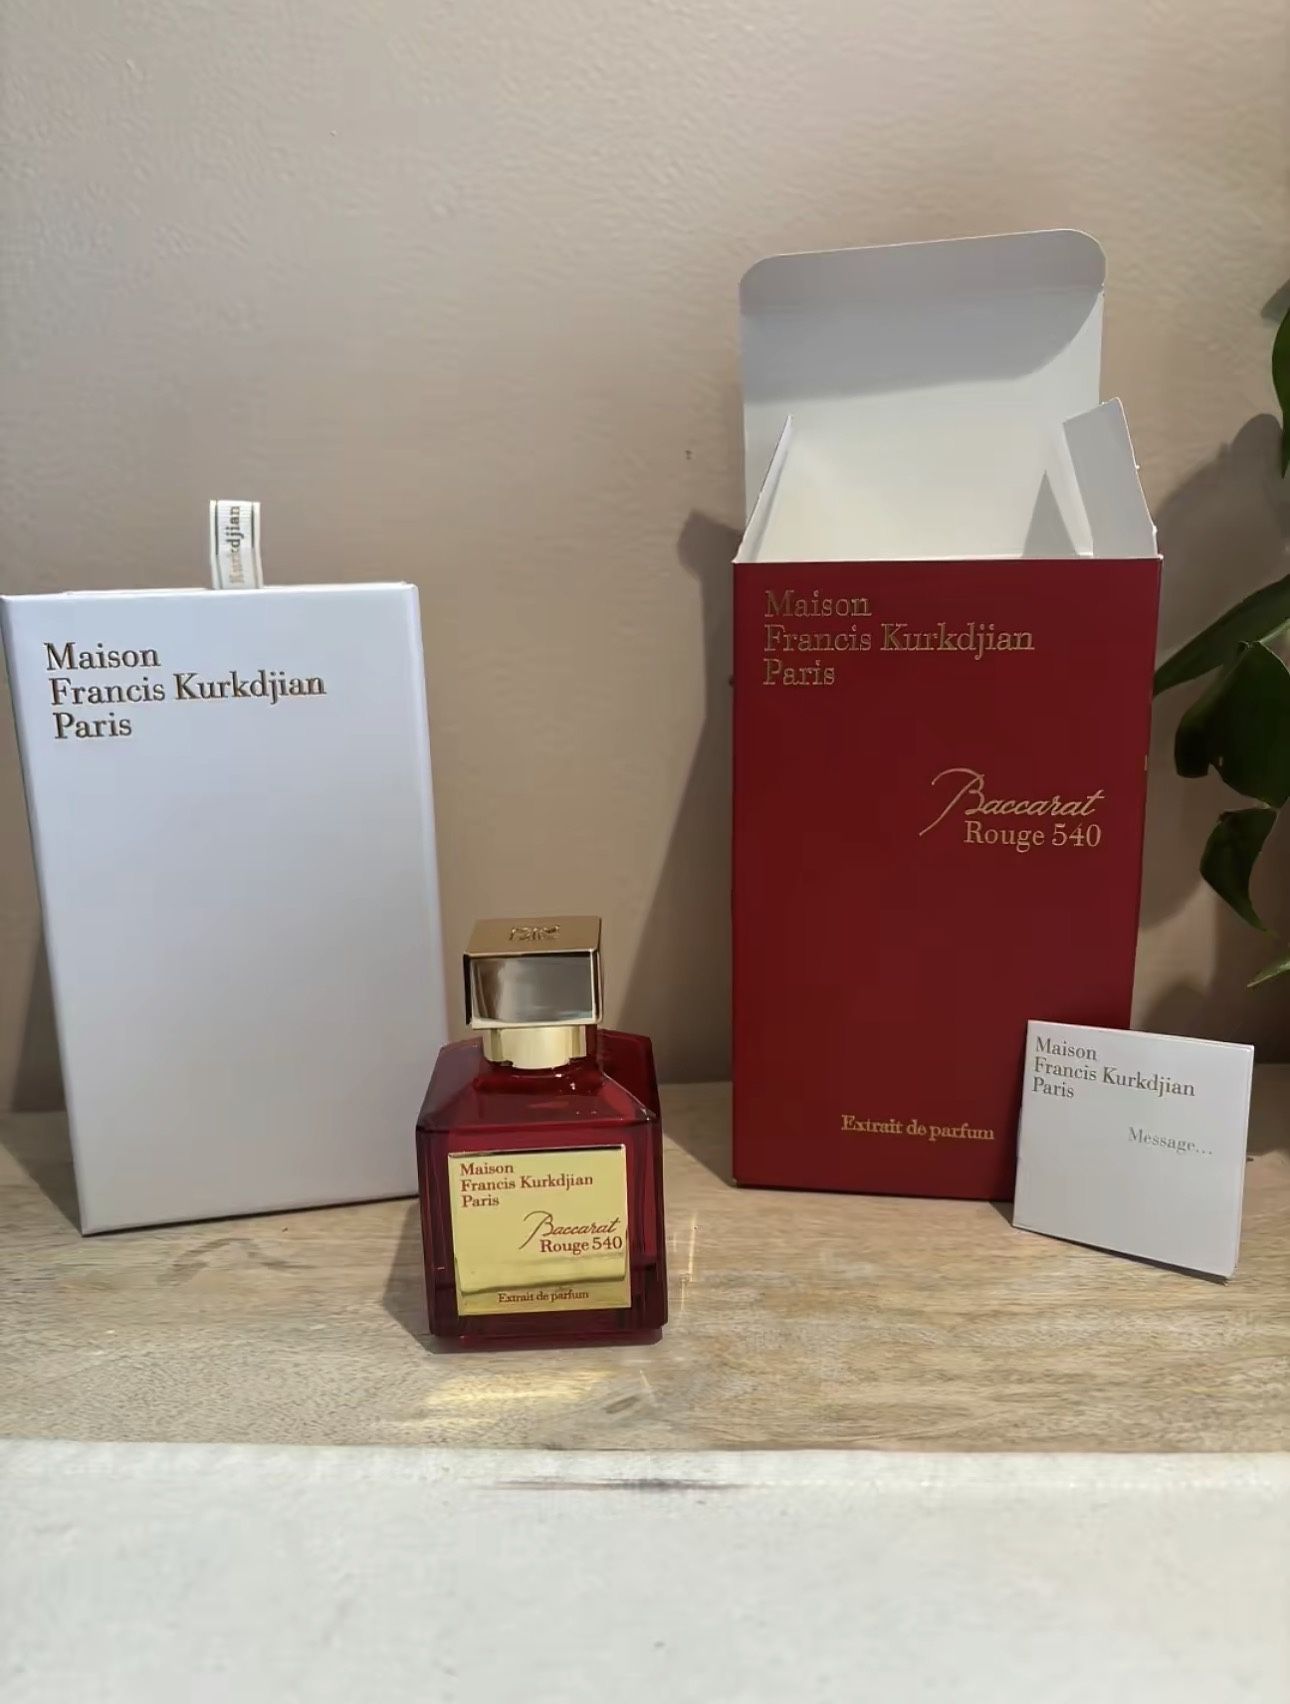 Kurkdjian
Maison
Francis Kurkdjian
Paris
Maison
Francis Kurkdjian
Paris
Baccarat
Rouge 540
Extrait de parfum
Maison
Francis Kurkdjian
Paris
Baccarat
Rouge 540
Extrait de parfum
Maison
Francis Kurkdjian
Paris
Message...